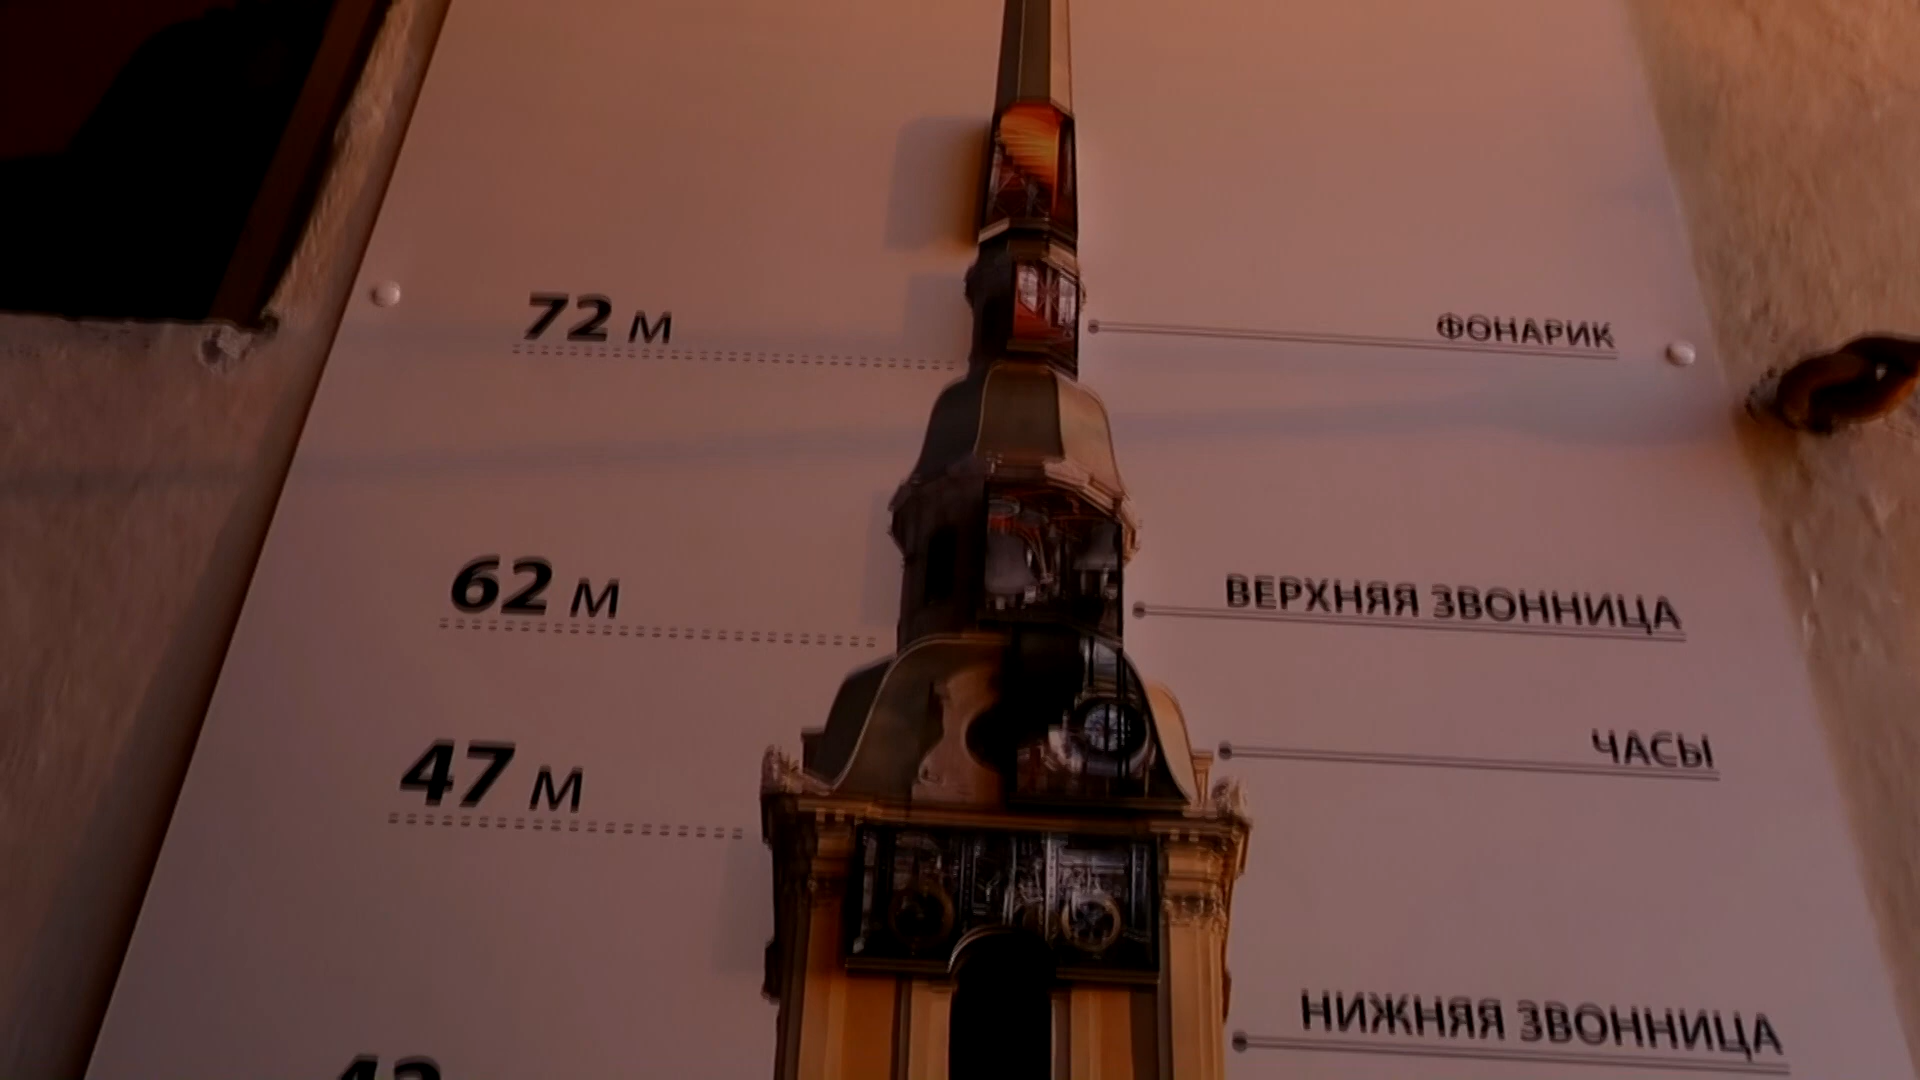 72 м
ФОНАРИК
62 м
ВЕРХНЯЯ ЗВОННИЦА
47 м
ЧАСЫ
НИЖНЯЯ ЗВОННИЦА